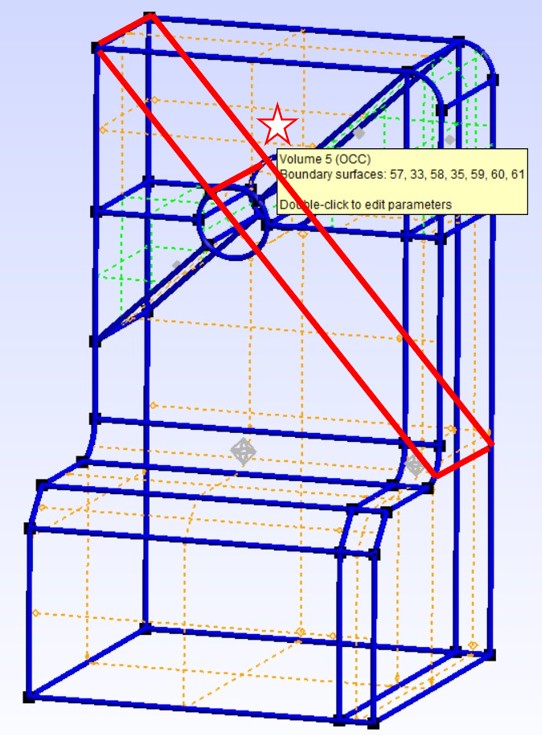 Volume 5 (OCC)
Boundary surfaces: 57, 33, 58, 35, 59, 60, 61
Double-click to edit parameters